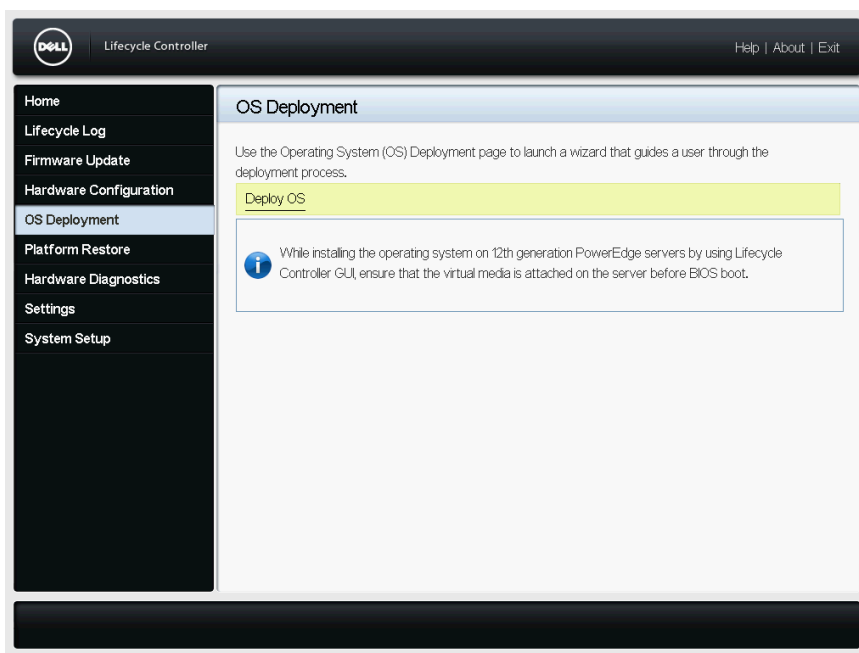 DELL
Lifecycle Controller
Help | About | Exit
Home
Lifecycle Log
Firmware Update
Hardware Configuration
OS Deployment
Platform Restore
Hardware Diagnostics
Settings
System Setup
OS Deployment
Use the Operating System (OS) Deployment page to launch a wizard that guides a user through the
deployment process.
Deploy OS
While installing the operating system on 12th generation PowerEdge servers by using Lifecycle
Controller GUI, ensure that the virtual media is attached on the server before BIOS boot.